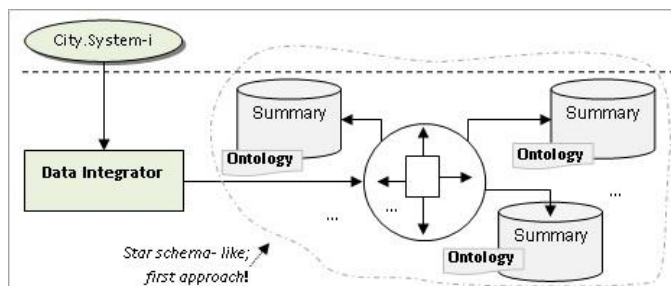 City.System-i
Summary
Summary
Ontology
Ontology
Data Integrator
...
...
...
Summary
Star schema- like;
first approach!
Ontology